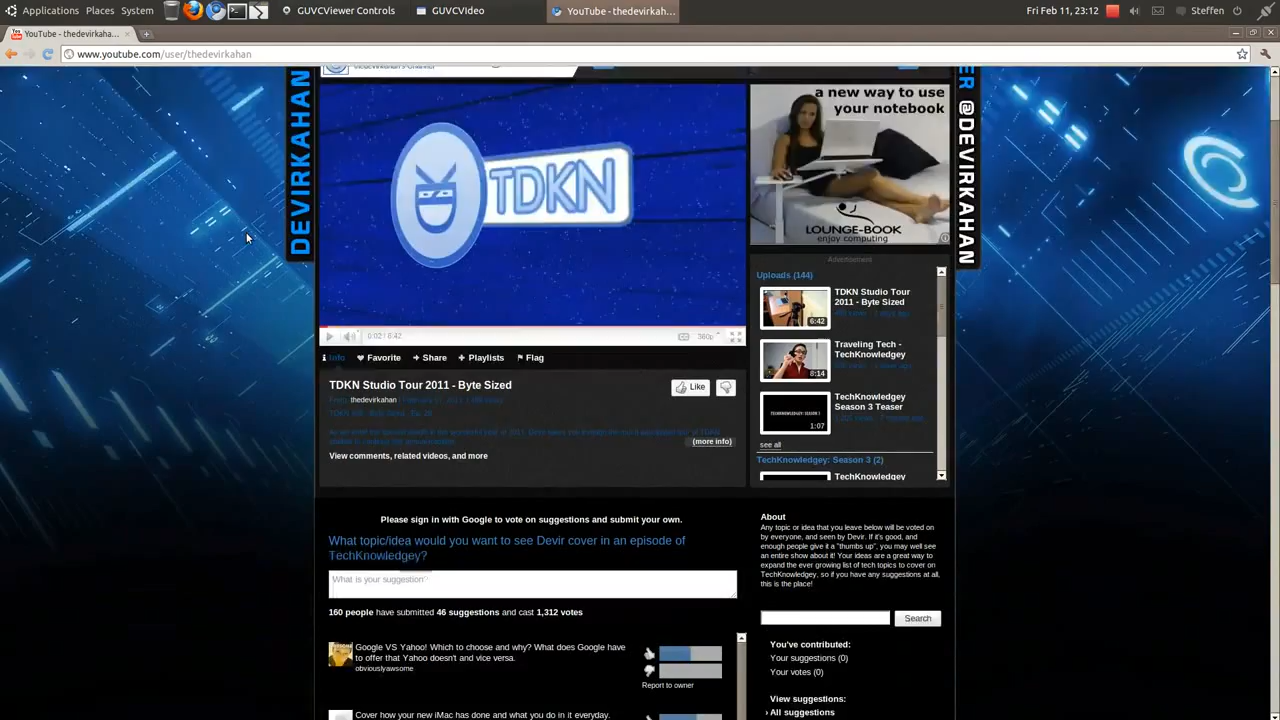 Applications Places System
GUVCViewer Controls
GUVCVideo
YouTube - thedevirkah...
Fri Feb 11, 23:12
Steffen
YouTube - thedevirkaha...
www.youtube.com/user/thedevirkahan
DEVIRKAHAN
TDKN
a new way to use
your notebook
LOUNGE-BOOK
enjoy computing
@DEVIRKAHAN
Advertisement
0:02 / 6:42
360p
Info
Favorite
Share
Playlists
Flag
TDKN Studio Tour 2011 - Byte Sized
Like
From: thedevirkahan
(more info)
View comments, related videos, and more
Uploads (144)
TDKN Studio Tour
2011 - Byte Sized
6:42
Traveling Tech -
TechKnowledgey
8:14
TechKnowledgey
Season 3 Teaser
1:07
see all
TechKnowledgey: Season 3 (2)
TechKnowledgey
Please sign in with Google to vote on suggestions and submit your own.
What topic/idea would you want to see Devir cover in an episode of
TechKnowledgey?
What is your suggestion?
160 people have submitted 46 suggestions and cast 1,312 votes
Google VS Yahoo! Which to choose and why? What does Google have
to offer that Yahoo doesn't and vice versa.
obviouslyawsome
Report to owner
Cover how your new iMac has done and what you do in it everyday.
About
Any topic or idea that you leave below will be voted on
by everyone, and seen by Devir. If it's good, and
enough people give it a "thumbs up", you may well see
an entire show about it! Your ideas are a great way to
expand the ever growing list of tech topics to cover on
TechKnowledgey, so if you have any suggestions at all,
this is the place!
Search
You've contributed:
Your suggestions (0)
Your votes (0)
View suggestions:
› All suggestions